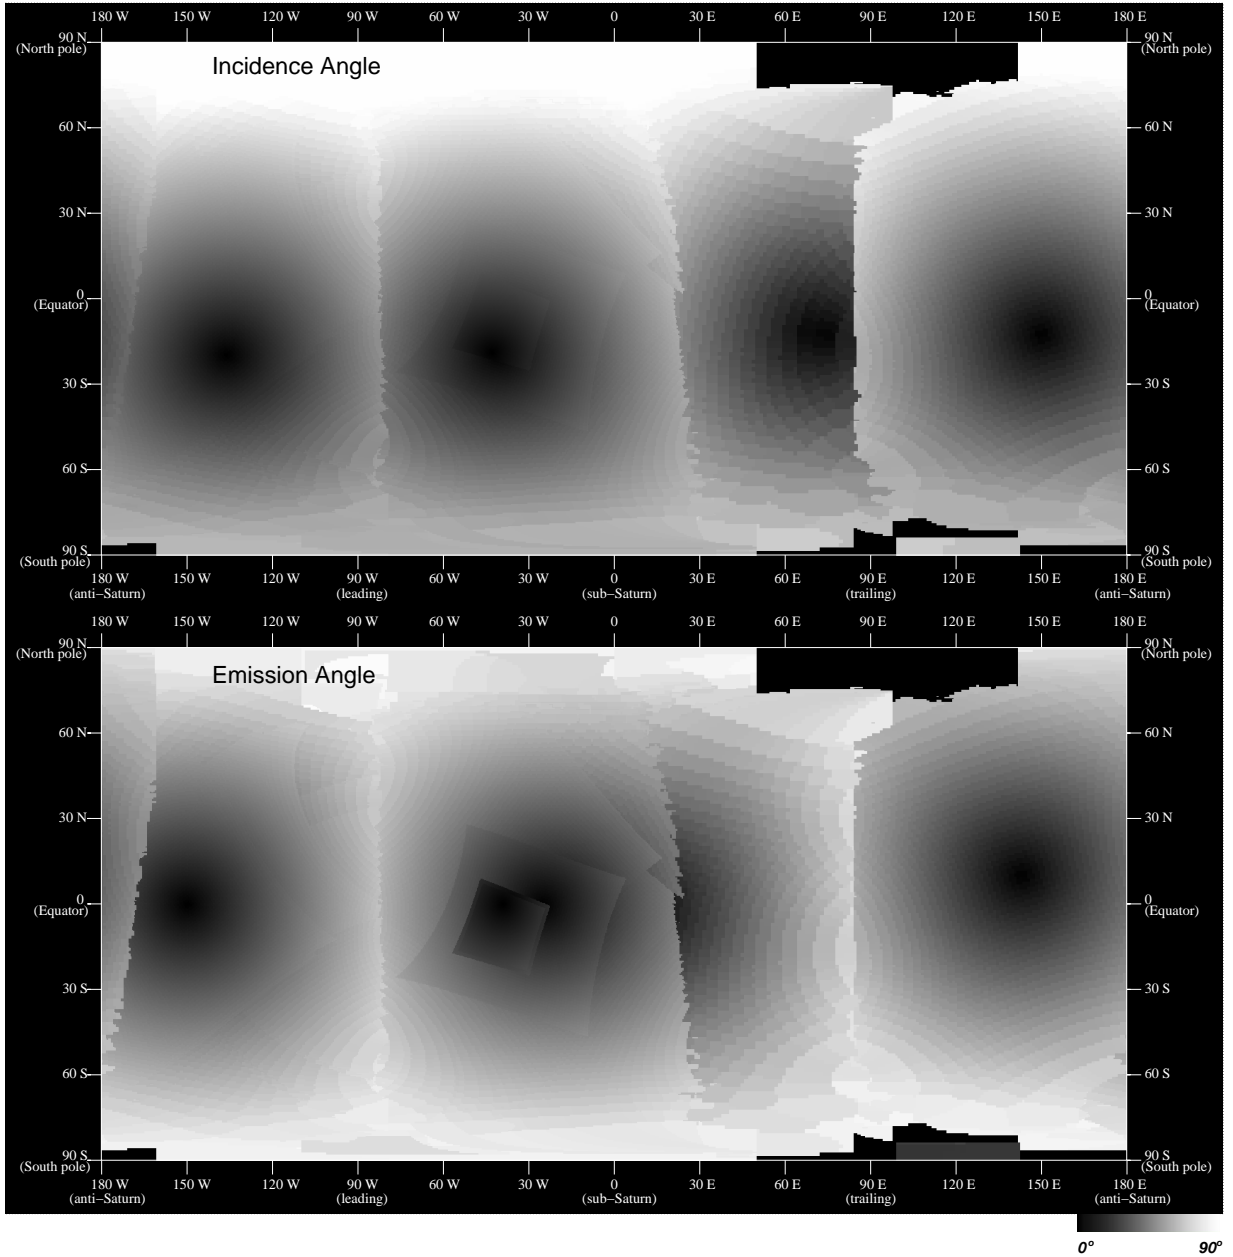 180 W 150 W 120 W 90 W 60 W 30 W 0 30 E 60 E 90 E 120 E 150 E 180 E
90 N 90 N
(North pole) (North pole)
Incidence Angle
60 N 60 N
30 N 30 N
0 0
(Equator) (Equator)
30 S 30 S
60 S 60 S
90 S 90 S
(South pole) (South pole)
180 W 150 W 120 W 90 W 60 W 30 W 0 30 E 60 E 90 E 120 E 150 E 180 E
(anti−Saturn) (leading) (sub−Saturn) (trailing) (anti−Saturn)
180 W 150 W 120 W 90 W 60 W 30 W 0 30 E 60 E 90 E 120 E 150 E 180 E
90 N 90 N
(North pole) (North pole)
Emission Angle
60 N 60 N
30 N 30 N
0 0
(Equator) (Equator)
30 S 30 S
60 S 60 S
90 S 90 S
(South pole) (South pole)
180 W 150 W 120 W 90 W 60 W 30 W 0 30 E 60 E 90 E 120 E 150 E 180 E
(anti−Saturn) (leading) (sub−Saturn) (trailing) (anti−Saturn)
0° 90°